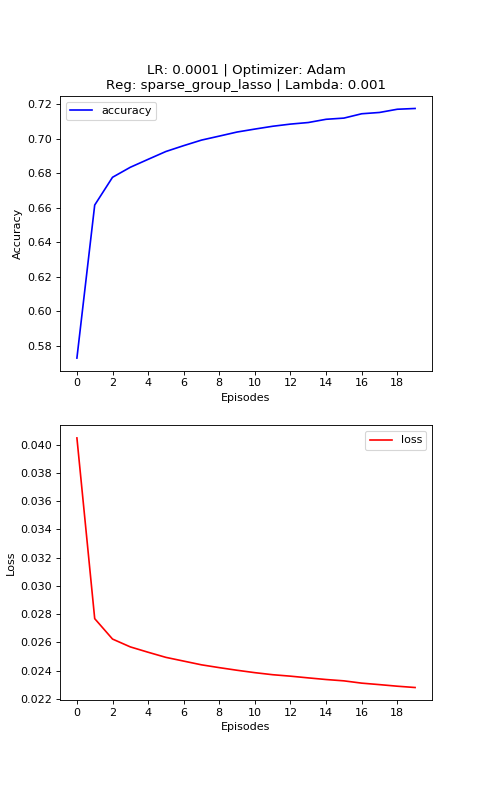 LR: 0.0001 | Optimizer: Adam
Reg: sparse_group_lasso | Lambda: 0.001
accuracy
0.72
0.70
0.68
0.66
0.64
0.62
0.60
0.58
Accuracy
0 2 4 6 8 10 12 14 16 18
Episodes
loss
0.040
0.038
0.036
0.034
0.032
0.030
0.028
0.026
0.024
0.022
Loss
0 2 4 6 8 10 12 14 16 18
Episodes